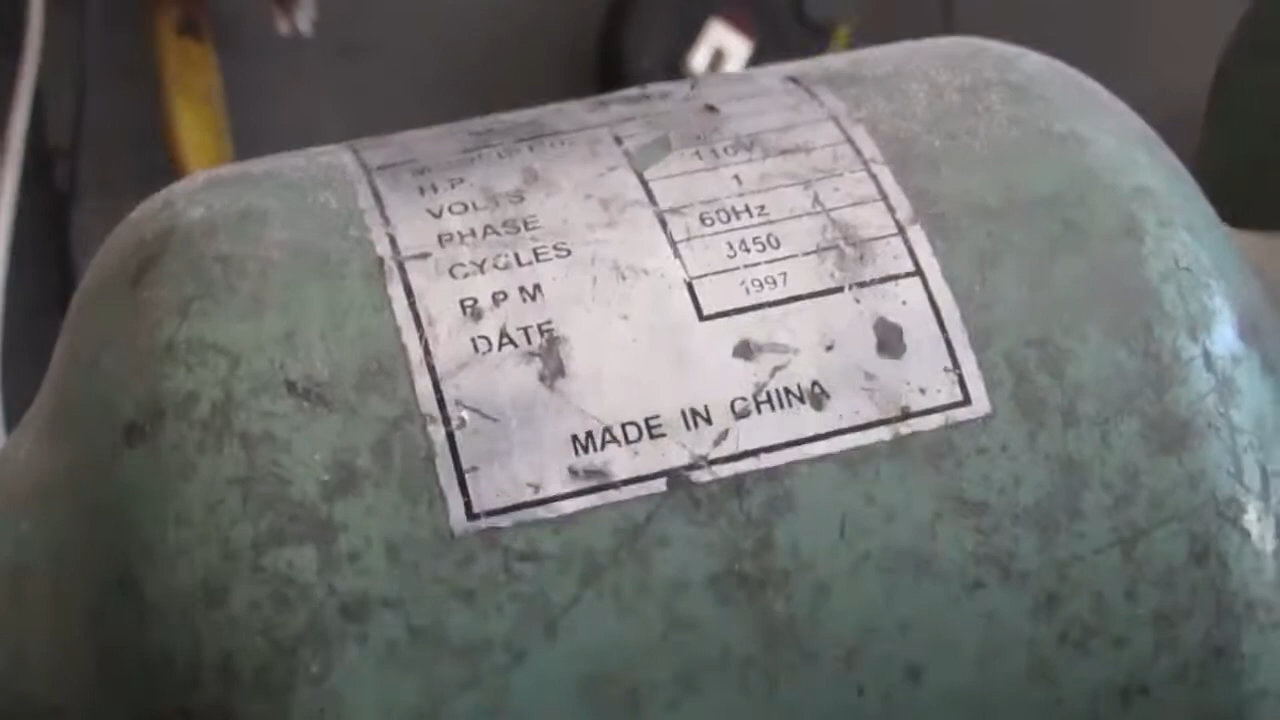 H.P.
VOLTS 110V
PHASE 1
CYCLES 60Hz
R P M 3450
DATE 1997
MADE IN CHINA